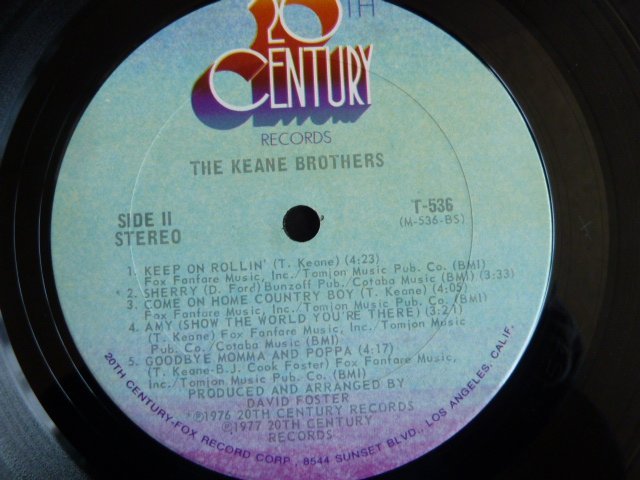 20TH
CENTURY
RECORDS
THE KEANE BROTHERS
SIDE II
STEREO
T-536
(M-536-BS)
1. KEEP ON ROLLIN' (T. Keane) (4:23)
Fox Fanfare Music, Inc./Tomjon Music Pub. Co. (BMI)
2. SHERRY (D. Ford) Bunzoff Pub./Cotaba Music (BMI) (3:33)
3. COME ON HOME COUNTRY BOY (T. Keane) (4:05)
Fox Fanfare Music, Inc./Tomjon Music Pub. Co. (BMI)
4. AMY (SHOW THE WORLD YOU'RE THERE) (3:21)
(T. Keane) Fox Fanfare Music, Inc./Tomjon Music
Pub. Co./Cotaba Music (BMI)
5. GOODBYE MOMMA AND POPPA (4:17)
(T. Keane-B.J. Cook Foster) Fox Fanfare Music,
Inc./Tomjon Music Pub. Co. (BMI)
PRODUCED AND ARRANGED BY
DAVID FOSTER
℗1976 20TH CENTURY RECORDS
℗1977 20TH CENTURY
RECORDS
20TH CENTURY-FOX RECORD CORP., 8544 SUNSET BLVD., LOS ANGELES, CALIF.